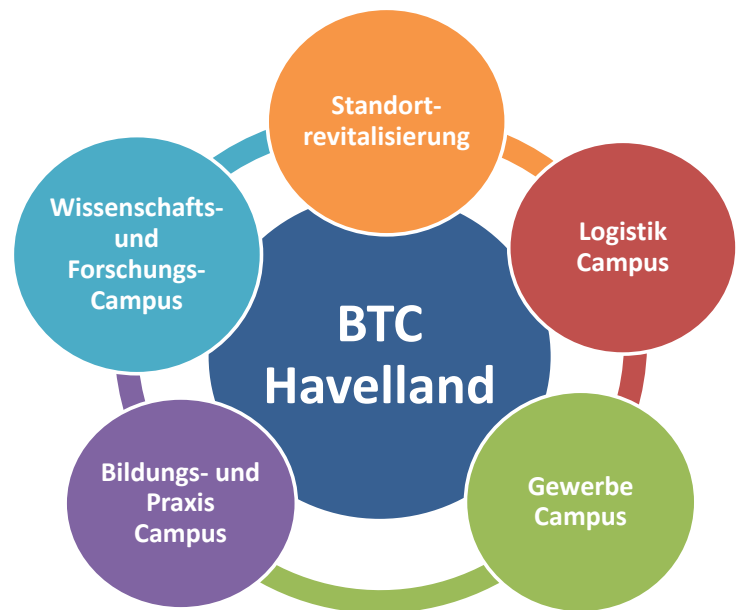 Standort-
revitalisierung
Wissenschafts-
und
Forschungs-
Campus
Logistik
Campus
BTC
Havelland
Bildungs- und
Praxis
Campus
Gewerbe
Campus